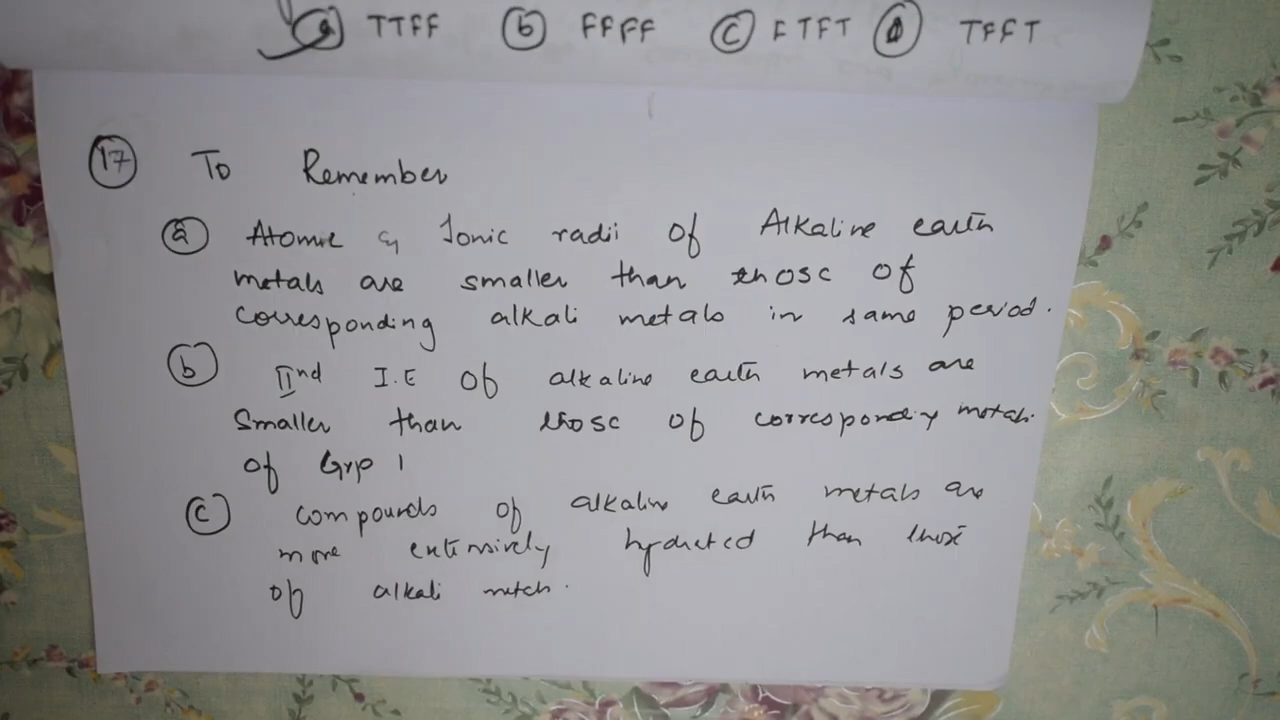 a TTFF b FFFF c FTFT d TFFT
17 To Remember
a Atomic & Ionic radii of Alkaline earth
metals are smaller than those of
corresponding alkali metals in same period.
b IInd I.E of alkaline earth metals are
Smaller than those of corresponding metals
of Grp 1
c compounds of alkaline earth metals are
more extensively hydrated than those
of alkali metals.